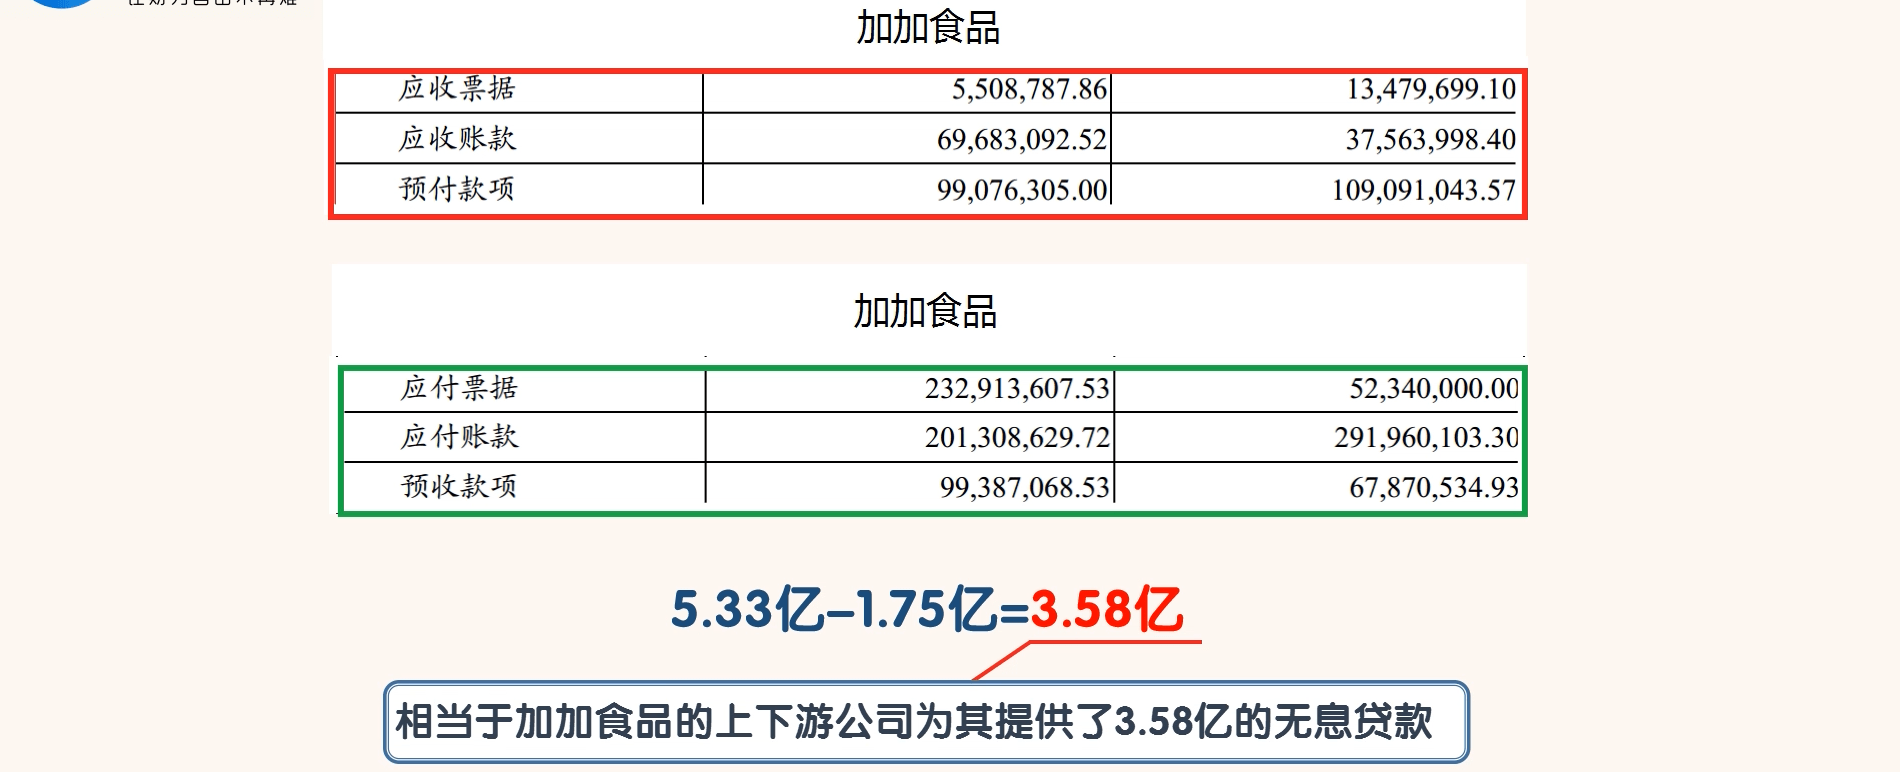 加加食品
应收票据 5,508,787.86 13,479,699.10
应收账款 69,683,092.52 37,563,998.40
预付款项 99,076,305.00 109,091,043.57
加加食品
应付票据 232,913,607.53 52,340,000.00
应付账款 201,308,629.72 291,960,103.30
预收款项 99,387,068.53 67,870,534.93
5.33亿-1.75亿=3.58亿
相当于加加食品的上下游公司为其提供了3.58亿的无息贷款